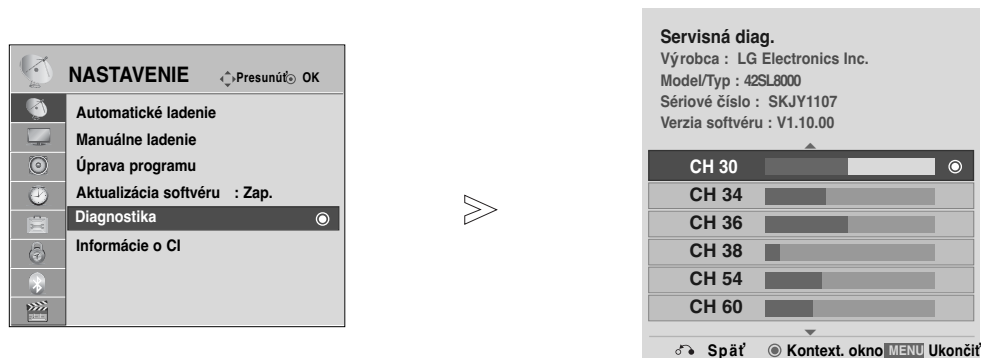 NASTAVENIE Presunúť OK
Automatické ladenie
Manuálne ladenie
Úprava programu
Aktualizácia softvéru : Zap.
Diagnostika
Informácie o CI
Servisná diag.
Výrobca : LG Electronics Inc.
Model/Typ : 42SL8000
Sériové číslo : SKJY1107
Verzia softvéru : V1.10.00
CH 30
CH 34
CH 36
CH 38
CH 54
CH 60
Späť Kontext. okno MENU Ukončiť